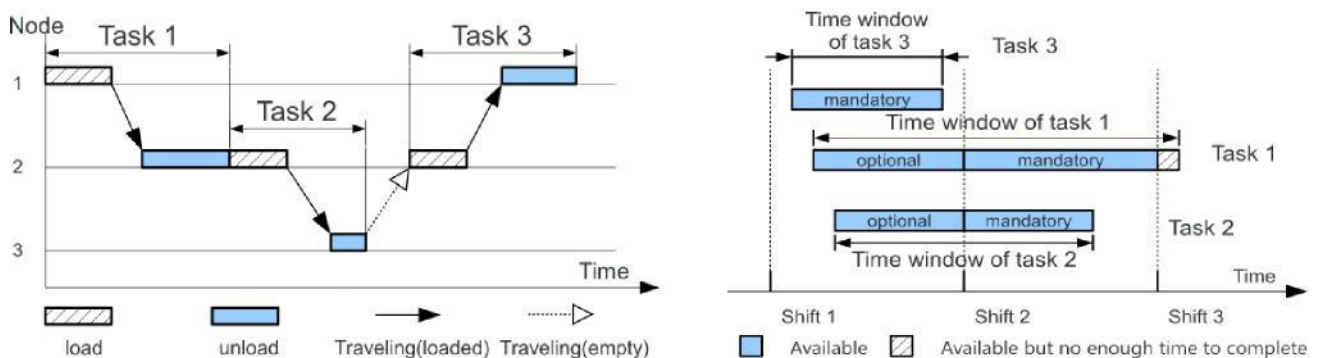 Node
Task 1
Task 3
1
Task 2
2
3
Time
load
unload
Traveling(loaded)
Traveling(empty)
Time window
of task 3
Task 3
mandatory
Time window of task 1
optional
mandatory
Task 1
optional
mandatory
Task 2
Time window of task 2
Time
Shift 1
Shift 2
Shift 3
Available
Available but no enough time to complete